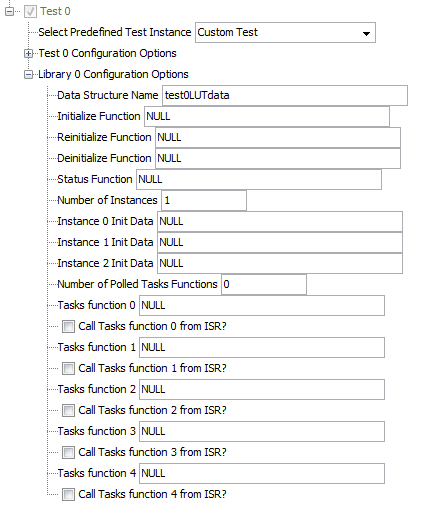 Test 0
Select Predefined Test Instance Custom Test
Test 0 Configuration Options
Library 0 Configuration Options
Data Structure Name test0LUTdata
Initialize Function NULL
Reinitialize Function NULL
Deinitialize Function NULL
Status Function NULL
Number of Instances 1
Instance 0 Init Data NULL
Instance 1 Init Data NULL
Instance 2 Init Data NULL
Number of Polled Tasks Functions 0
Tasks function 0 NULL
Call Tasks function 0 from ISR?
Tasks function 1 NULL
Call Tasks function 1 from ISR?
Tasks function 2 NULL
Call Tasks function 2 from ISR?
Tasks function 3 NULL
Call Tasks function 3 from ISR?
Tasks function 4 NULL
Call Tasks function 4 from ISR?